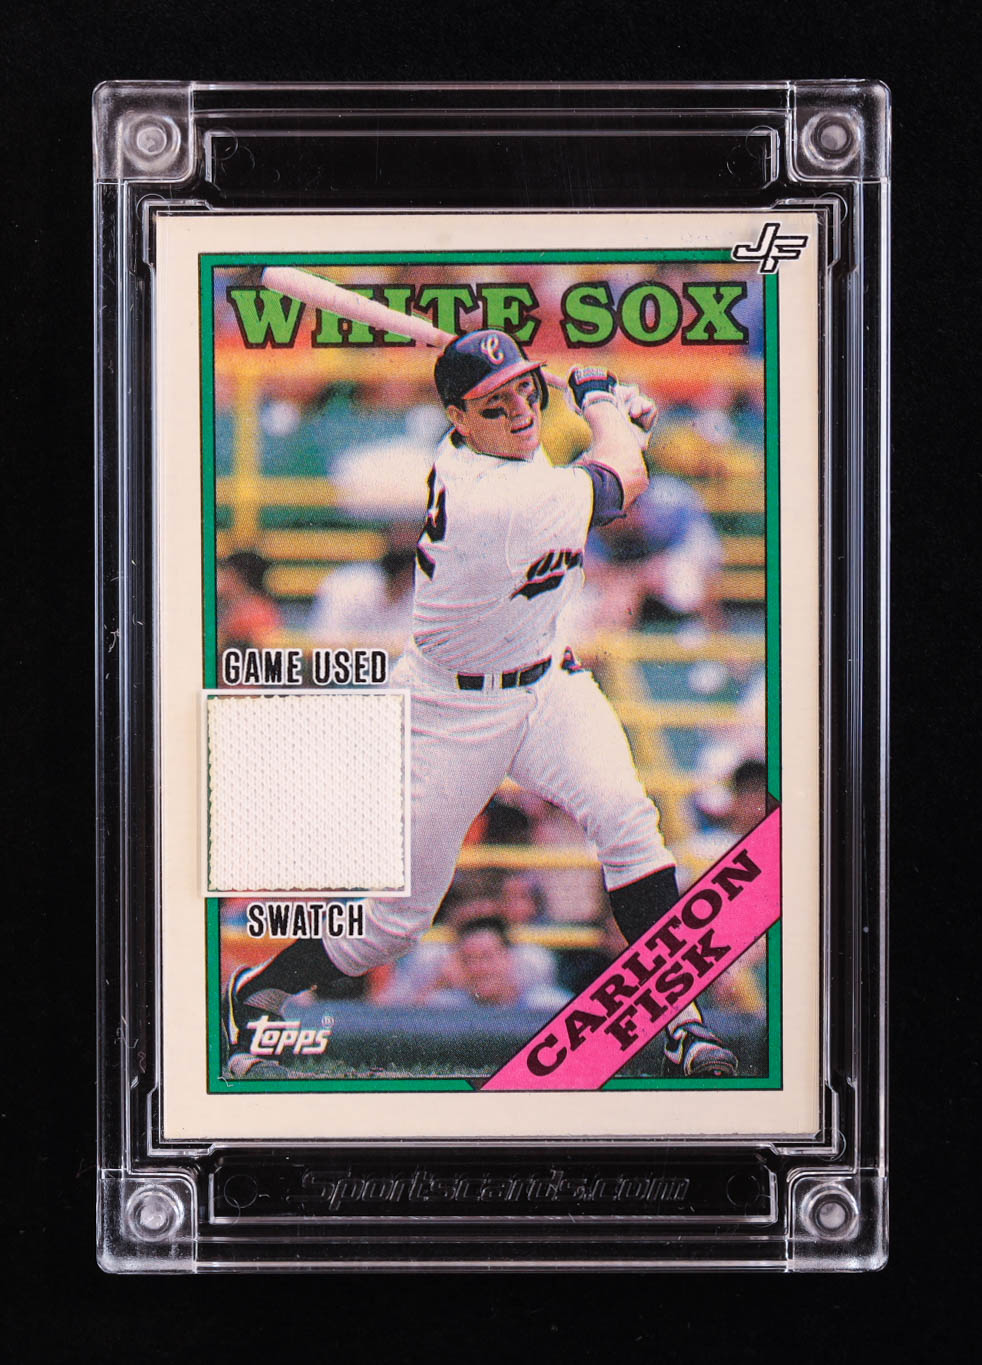 JF
WHITE SOX
C
GAME USED
SWATCH
CARLTON
FISK
topps®
Sportscards.com